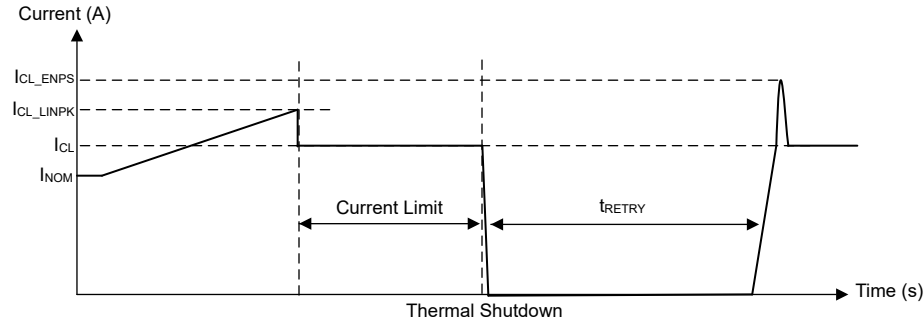 Current (A)
ICL_ENPS
ICL_LINPK
ICL
INOM
Current Limit
tRETRY
Time (s)
Thermal Shutdown